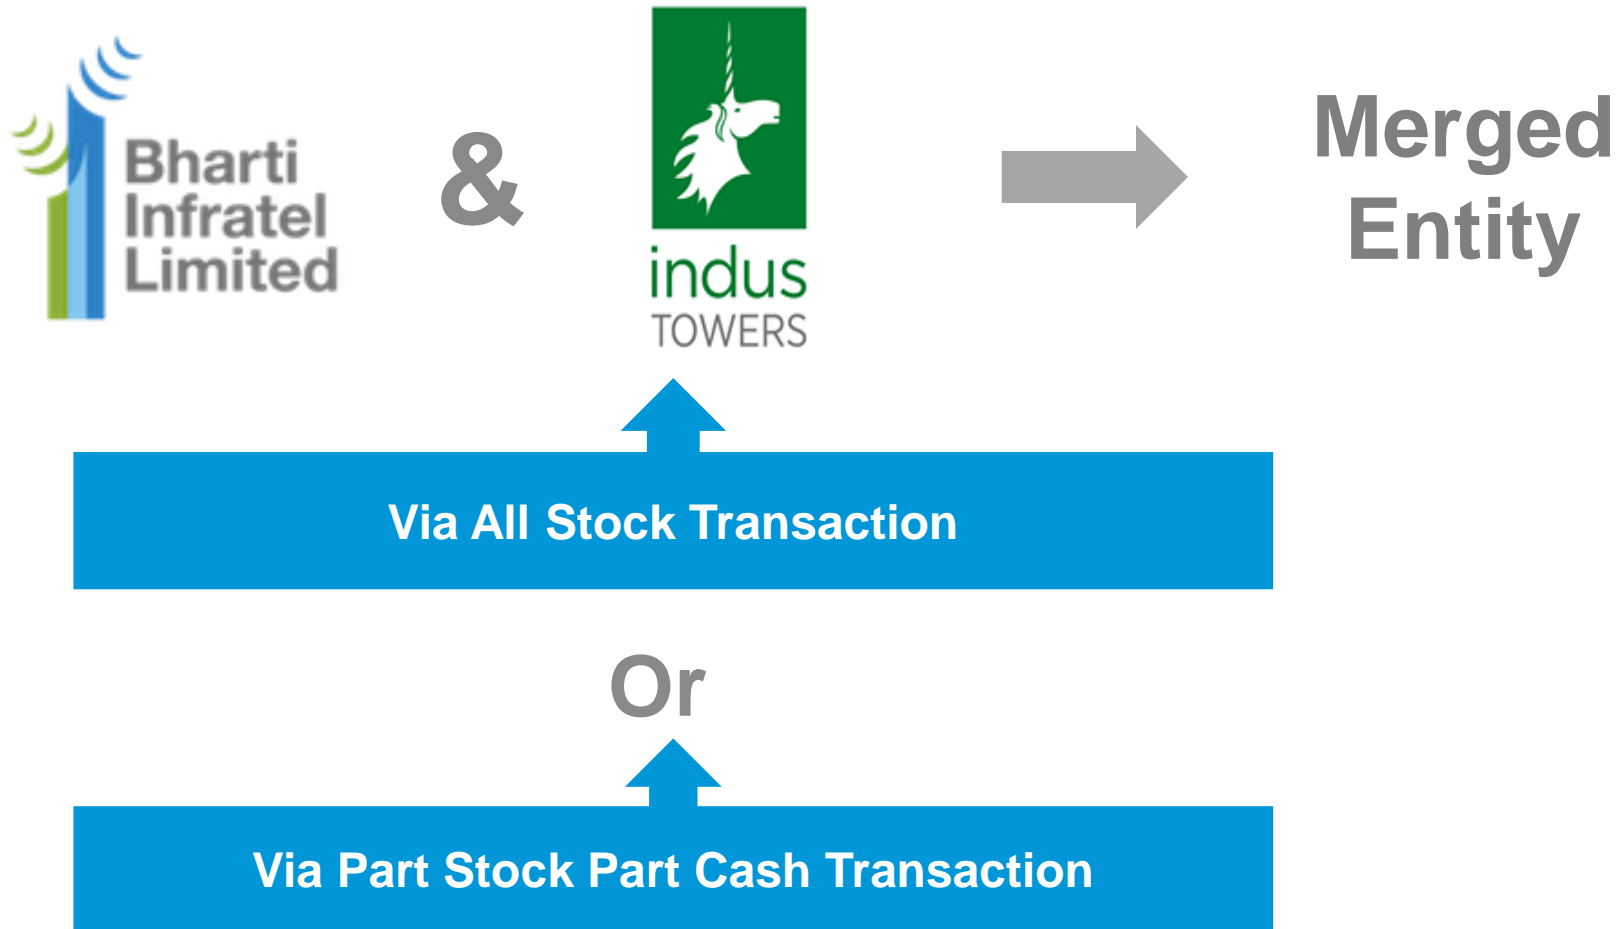 Bharti
Infratel
Limited
&
indus
TOWERS
Merged
Entity
Via All Stock Transaction
Or
Via Part Stock Part Cash Transaction